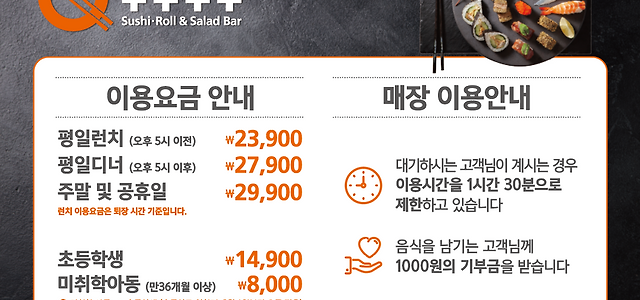 Sushi·Roll & Salad Bar
이용요금 안내
평일런치 (오후 5시 이전) ₩23,900
평일디너 (오후 5시 이후) ₩27,900
주말 및 공휴일 ₩29,900
런치 이용요금은 퇴장 시간 기준입니다.
초등학생 ₩14,900
미취학아동 (만36개월 이상) ₩8,000
매장 이용안내
대기하시는 고객님이 계시는 경우
이용시간을 1시간 30분으로
제한하고 있습니다
음식을 남기는 고객님께
1000원의 기부금을 받습니다